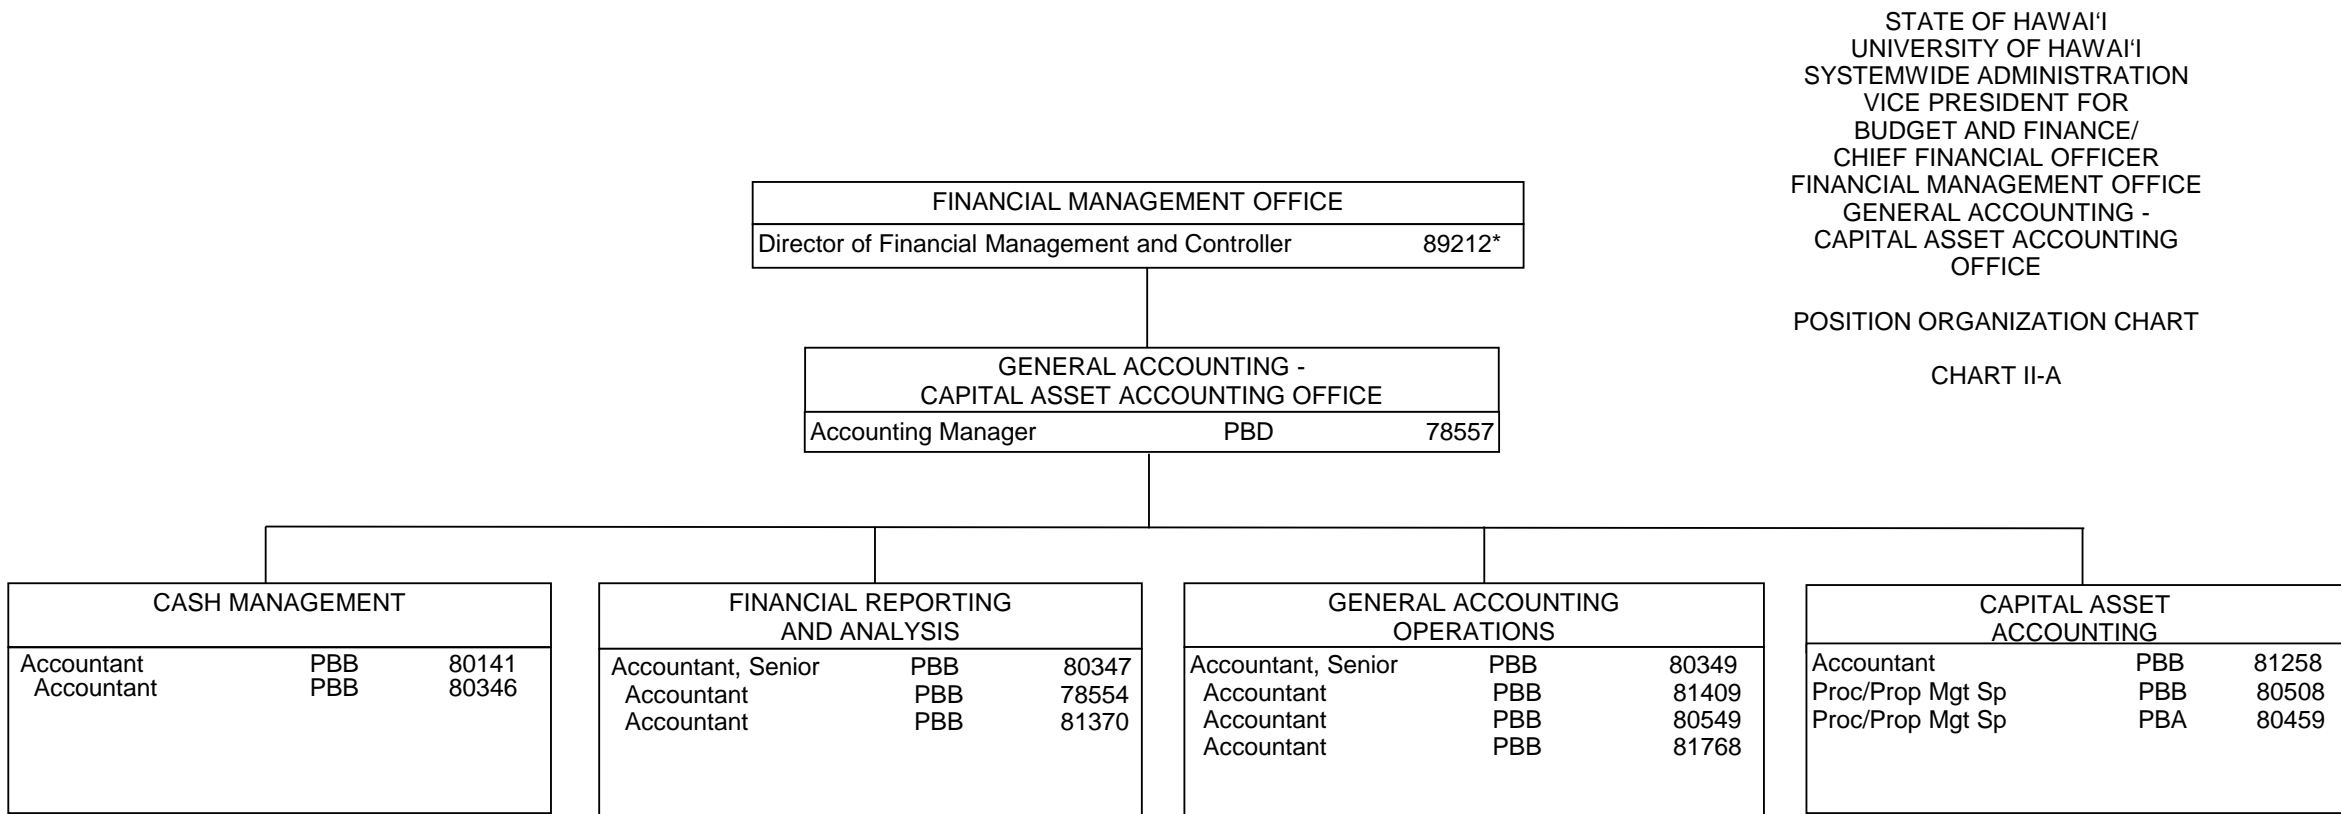 STATE OF HAWAI‘I
UNIVERSITY OF HAWAI‘I
SYSTEMWIDE ADMINISTRATION
VICE PRESIDENT FOR
BUDGET AND FINANCE/
CHIEF FINANCIAL OFFICER
FINANCIAL MANAGEMENT OFFICE
GENERAL ACCOUNTING -
CAPITAL ASSET ACCOUNTING
OFFICE
POSITION ORGANIZATION CHART
CHART II-A
FINANCIAL MANAGEMENT OFFICE
Director of Financial Management and Controller 89212*
GENERAL ACCOUNTING -
CAPITAL ASSET ACCOUNTING OFFICE
Accounting Manager PBD 78557
CASH MANAGEMENT
Accountant PBB 80141
Accountant PBB 80346
FINANCIAL REPORTING
AND ANALYSIS
Accountant, Senior PBB 80347
Accountant PBB 78554
Accountant PBB 81370
GENERAL ACCOUNTING
OPERATIONS
Accountant, Senior PBB 80349
Accountant PBB 81409
Accountant PBB 80549
Accountant PBB 81768
CAPITAL ASSET
ACCOUNTING
Accountant PBB 81258
Proc/Prop Mgt Sp PBB 80508
Proc/Prop Mgt Sp PBA 80459